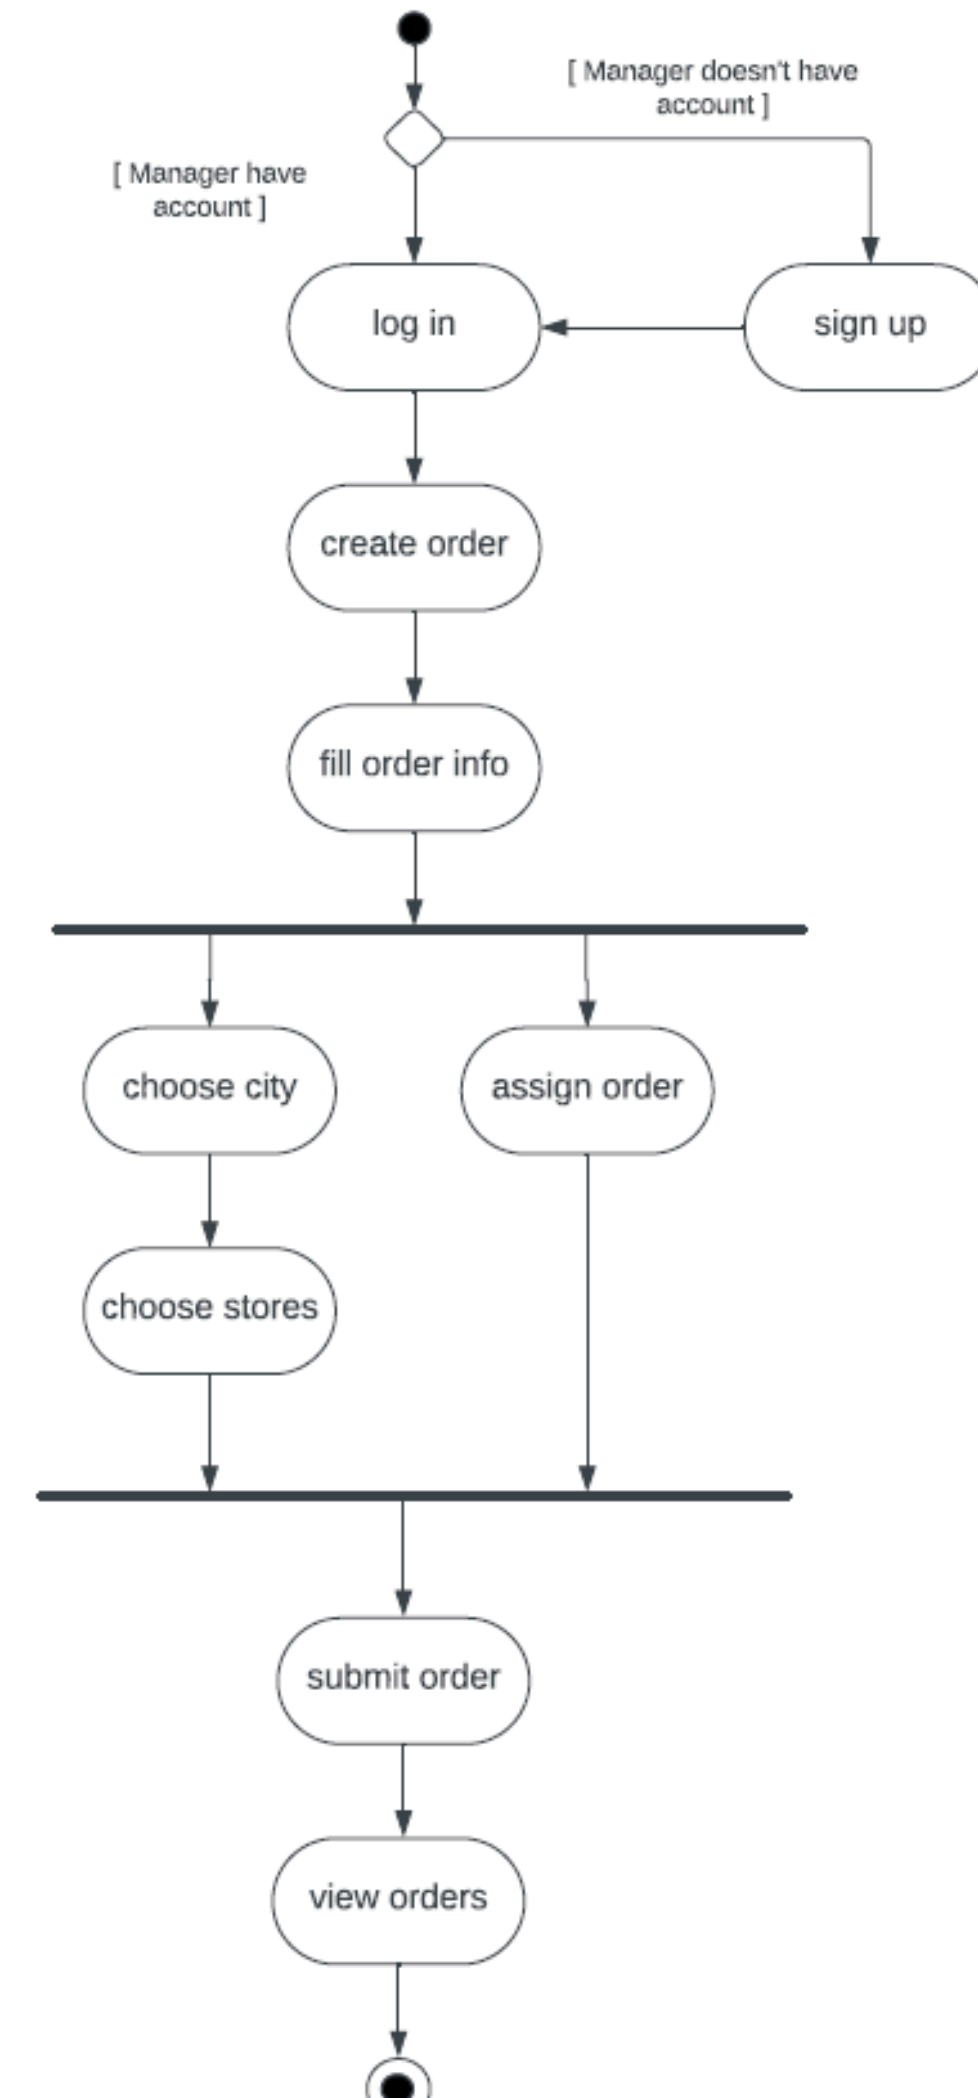 [ Manager doesn't have
account ]
[ Manager have
account ]
log in
sign up
create order
fill order info
choose city
assign order
choose stores
submit order
view orders